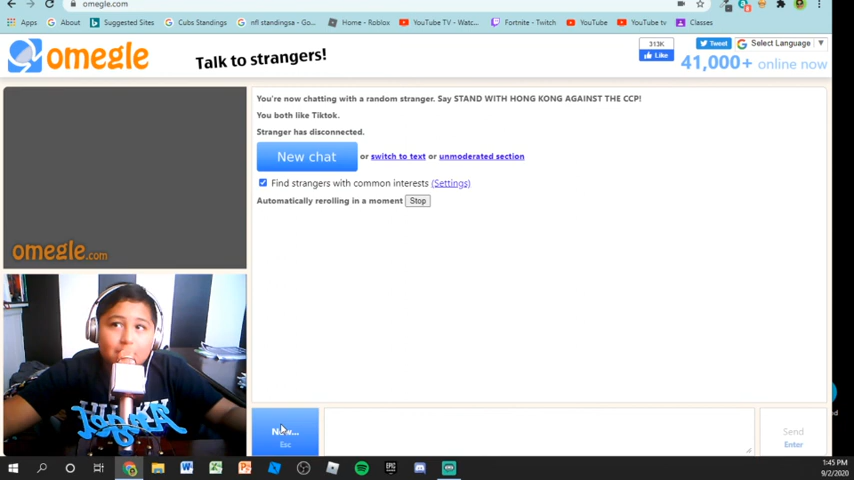 omegle.com
Apps
About
Suggested Sites
Cubs Standings
nfl standingsa - Go...
Home - Roblox
YouTube TV - Watc...
Fortnite - Twitch
YouTube
YouTube tv
Classes
omegle
Talk to strangers!
313K
Like
Tweet
Select Language
41,000+ online now
You're now chatting with a random stranger. Say STAND WITH HONG KONG AGAINST THE CCP!
You both like Tiktok.
Stranger has disconnected.
New chat or switch to text or unmoderated section
Find strangers with common interests (Settings)
Automatically rerolling in a moment Stop
omegle.com
Esc
Send
Enter
1:45 PM
9/2/2020